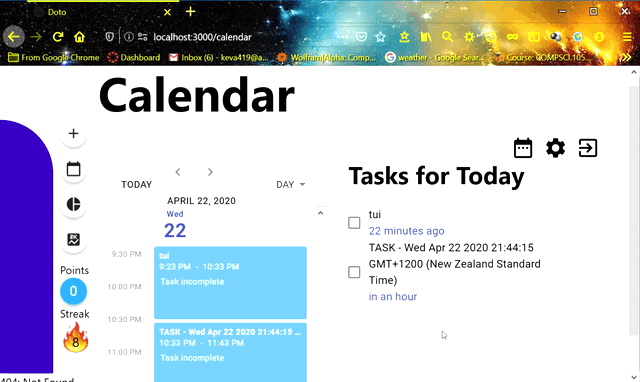 Doto
localhost:3000/calendar
From Google Chrome
Dashboard
Inbox (6) - keva419@a...
Wolfram|Alpha: Comp...
weather - Google Sear...
Course: COMPSCI 105...
Calendar
TODAY
DAY
APRIL 22, 2020
Wed
22
Tasks for Today
tui
22 minutes ago
TASK - Wed Apr 22 2020 21:44:15
GMT+1200 (New Zealand Standard
Time)
in an hour
Points
0
Streak
8
9:30 PM
10:00 PM
10:30 PM
11:00 PM
tui
9:23 PM - 10:33 PM
Task incomplete
TASK - Wed Apr 22 2020 21:44:15 ...
10:33 PM - 11:43 PM
Task incomplete
404: Not Found